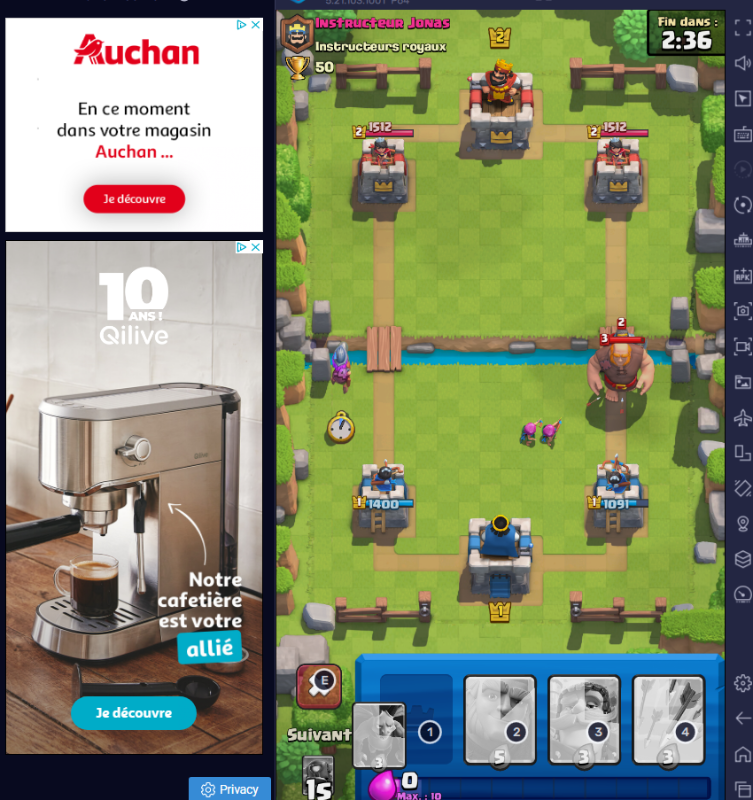 Auchan
En ce moment
dans votre magasin
Auchan ...
Je découvre
10
ANS !
Qilive
Notre
cafetière
est votre
allié
Je découvre
Privacy
Instructeur Jonas
Instructeurs royaux
50
2
Fin dans :
2:36
2 1512
2 1512
2
3
1 1400
1 1091
1
E
Suivant
1s
3
1
2
5
3
3
4
3
0
Max. : 10